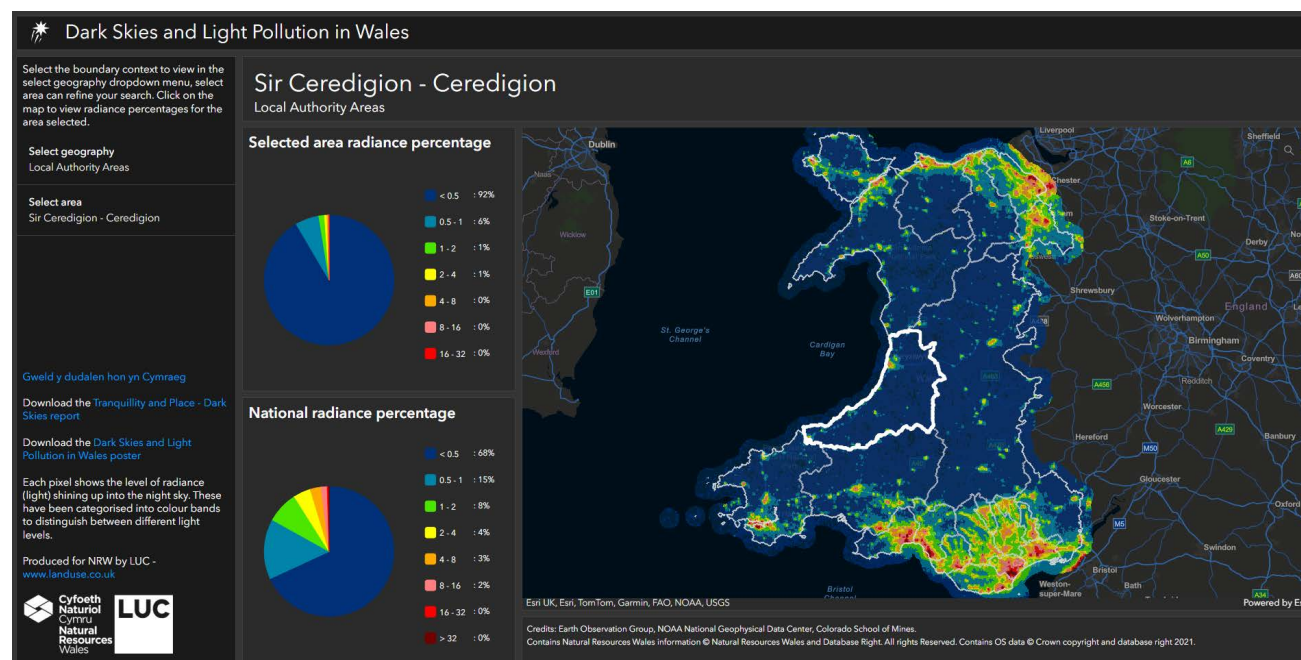 Dark Skies and Light Pollution in Wales
Select the boundary context to view in the
select geography dropdown menu, select
area can refine your search. Click on the
map to view radiance percentages for the
area selected.
Select geography
Local Authority Areas
Select area
Sir Ceredigion - Ceredigion
Gweld y dudalen hon yn Cymraeg
Download the Tranquillity and Place - Dark
Skies report
Download the Dark Skies and Light
Pollution in Wales poster
Each pixel shows the level of radiance
(light) shining up into the night sky. These
have been categorised into colour bands
to distinguish between different light
levels.
Produced for NRW by LUC -
www.landuse.co.uk
Cyfoeth
Naturiol
Cymru
Natural
Resources
Wales
LUC
Sir Ceredigion - Ceredigion
Local Authority Areas
Selected area radiance percentage
< 0.5 : 92%
0.5 - 1 : 6%
1 - 2 : 1%
2 - 4 : 1%
4 - 8 : 0%
8 - 16 : 0%
16 - 32 : 0%
National radiance percentage
< 0.5 : 68%
0.5 - 1 : 15%
1 - 2 : 8%
2 - 4 : 4%
4 - 8 : 3%
8 - 16 : 2%
16 - 32 : 0%
> 32 : 0%
Liverpool
Sheffield
Dublin
A6
Naas
Chester
Stoke-on-Trent
Wicklow
Derby
A50
E01
Shrewsbury
England
St. George's
Channel
Wolverhampton
Cardigan
Bay
Birmingham
Wexford
Coventry
A458
Redditch
Worcester
A429
Hereford
Banbury
M50
Gloucester
Oxford
M5
Swindon
Bristol
Bristol
Channel
Weston-
super-Mare
Bath
A34
Esri UK, Esri, TomTom, Garmin, FAO, NOAA, USGS
Powered by Es
Credits: Earth Observation Group, NOAA National Geophysical Data Center, Colorado School of Mines.
Contains Natural Resources Wales information © Natural Resources Wales and Database Right. All rights Reserved. Contains OS data © Crown copyright and database right 2021.